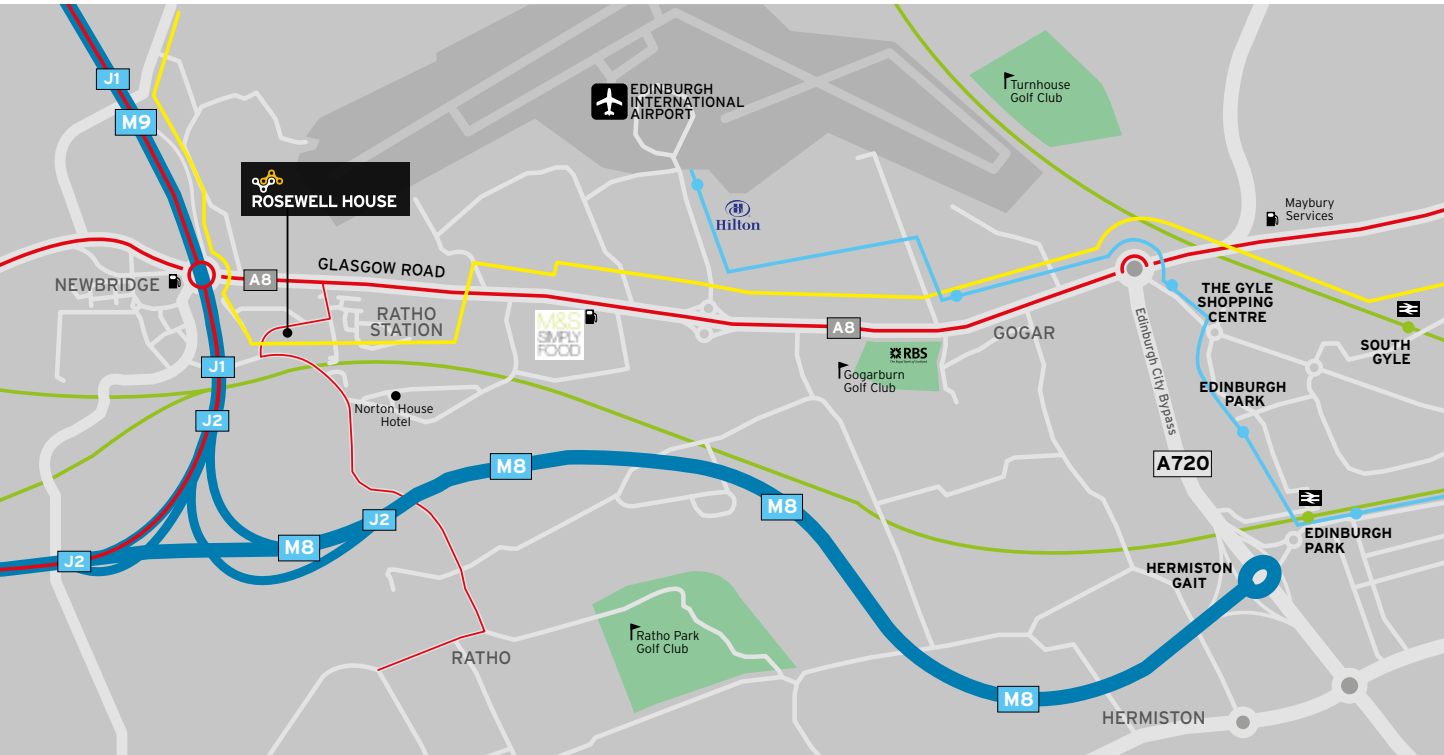 J1
M9
EDINBURGH
INTERNATIONAL
AIRPORT
Turnhouse
Golf Club
ROSEWELL HOUSE
Hilton
Maybury
Services
NEWBRIDGE
A8
GLASGOW ROAD
RATHO
STATION
M&S
SIMPLY
FOOD
A8
GOGAR
THE GYLE
SHOPPING
CENTRE
SOUTH
GYLE
RBS
Gogarburn
Golf Club
Edinburgh City Bypass
EDINBURGH
PARK
J1
J2
Norton House
Hotel
M8
A720
M8
J2
M8
J2
EDINBURGH
PARK
HERMISTON
GAIT
Ratho Park
Golf Club
RATHO
M8
HERMISTON